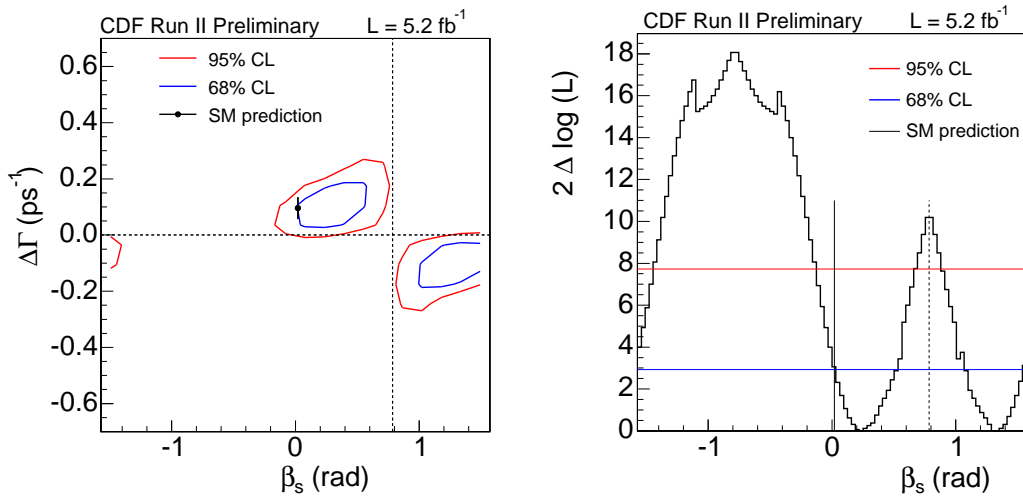 CDF Run II Preliminary L = 5.2 fb⁻¹
95% CL
68% CL
SM prediction
ΔΓ (ps⁻¹)
0.6
0.4
0.2
0.0
-0.2
-0.4
-0.6
-1 0 1
βₛ (rad)
CDF Run II Preliminary L = 5.2 fb⁻¹
95% CL
68% CL
SM prediction
2 Δ log (L)
18
16
14
12
10
8
6
4
2
0
-1 0 1
βₛ (rad)